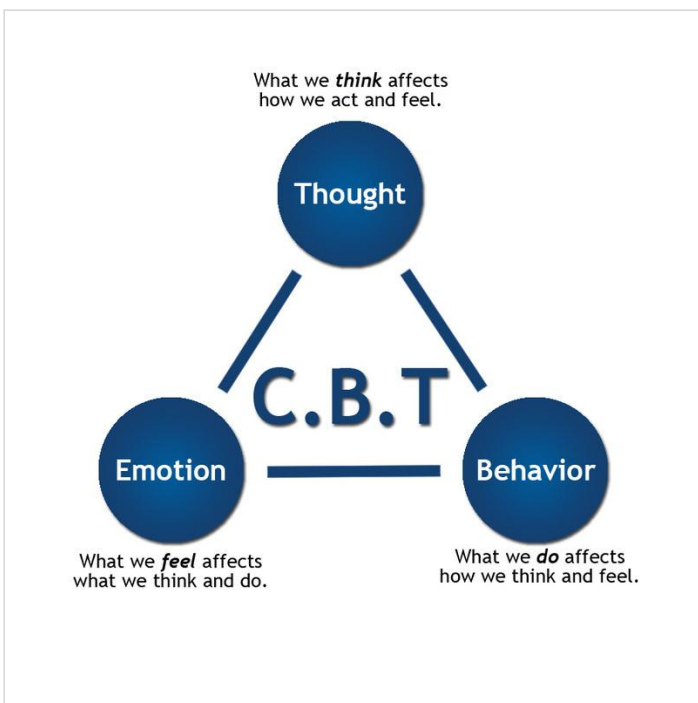 What we think affects
how we act and feel.
Thought
C.B.T
Emotion
Behavior
What we feel affects
what we think and do.
What we do affects
how we think and feel.